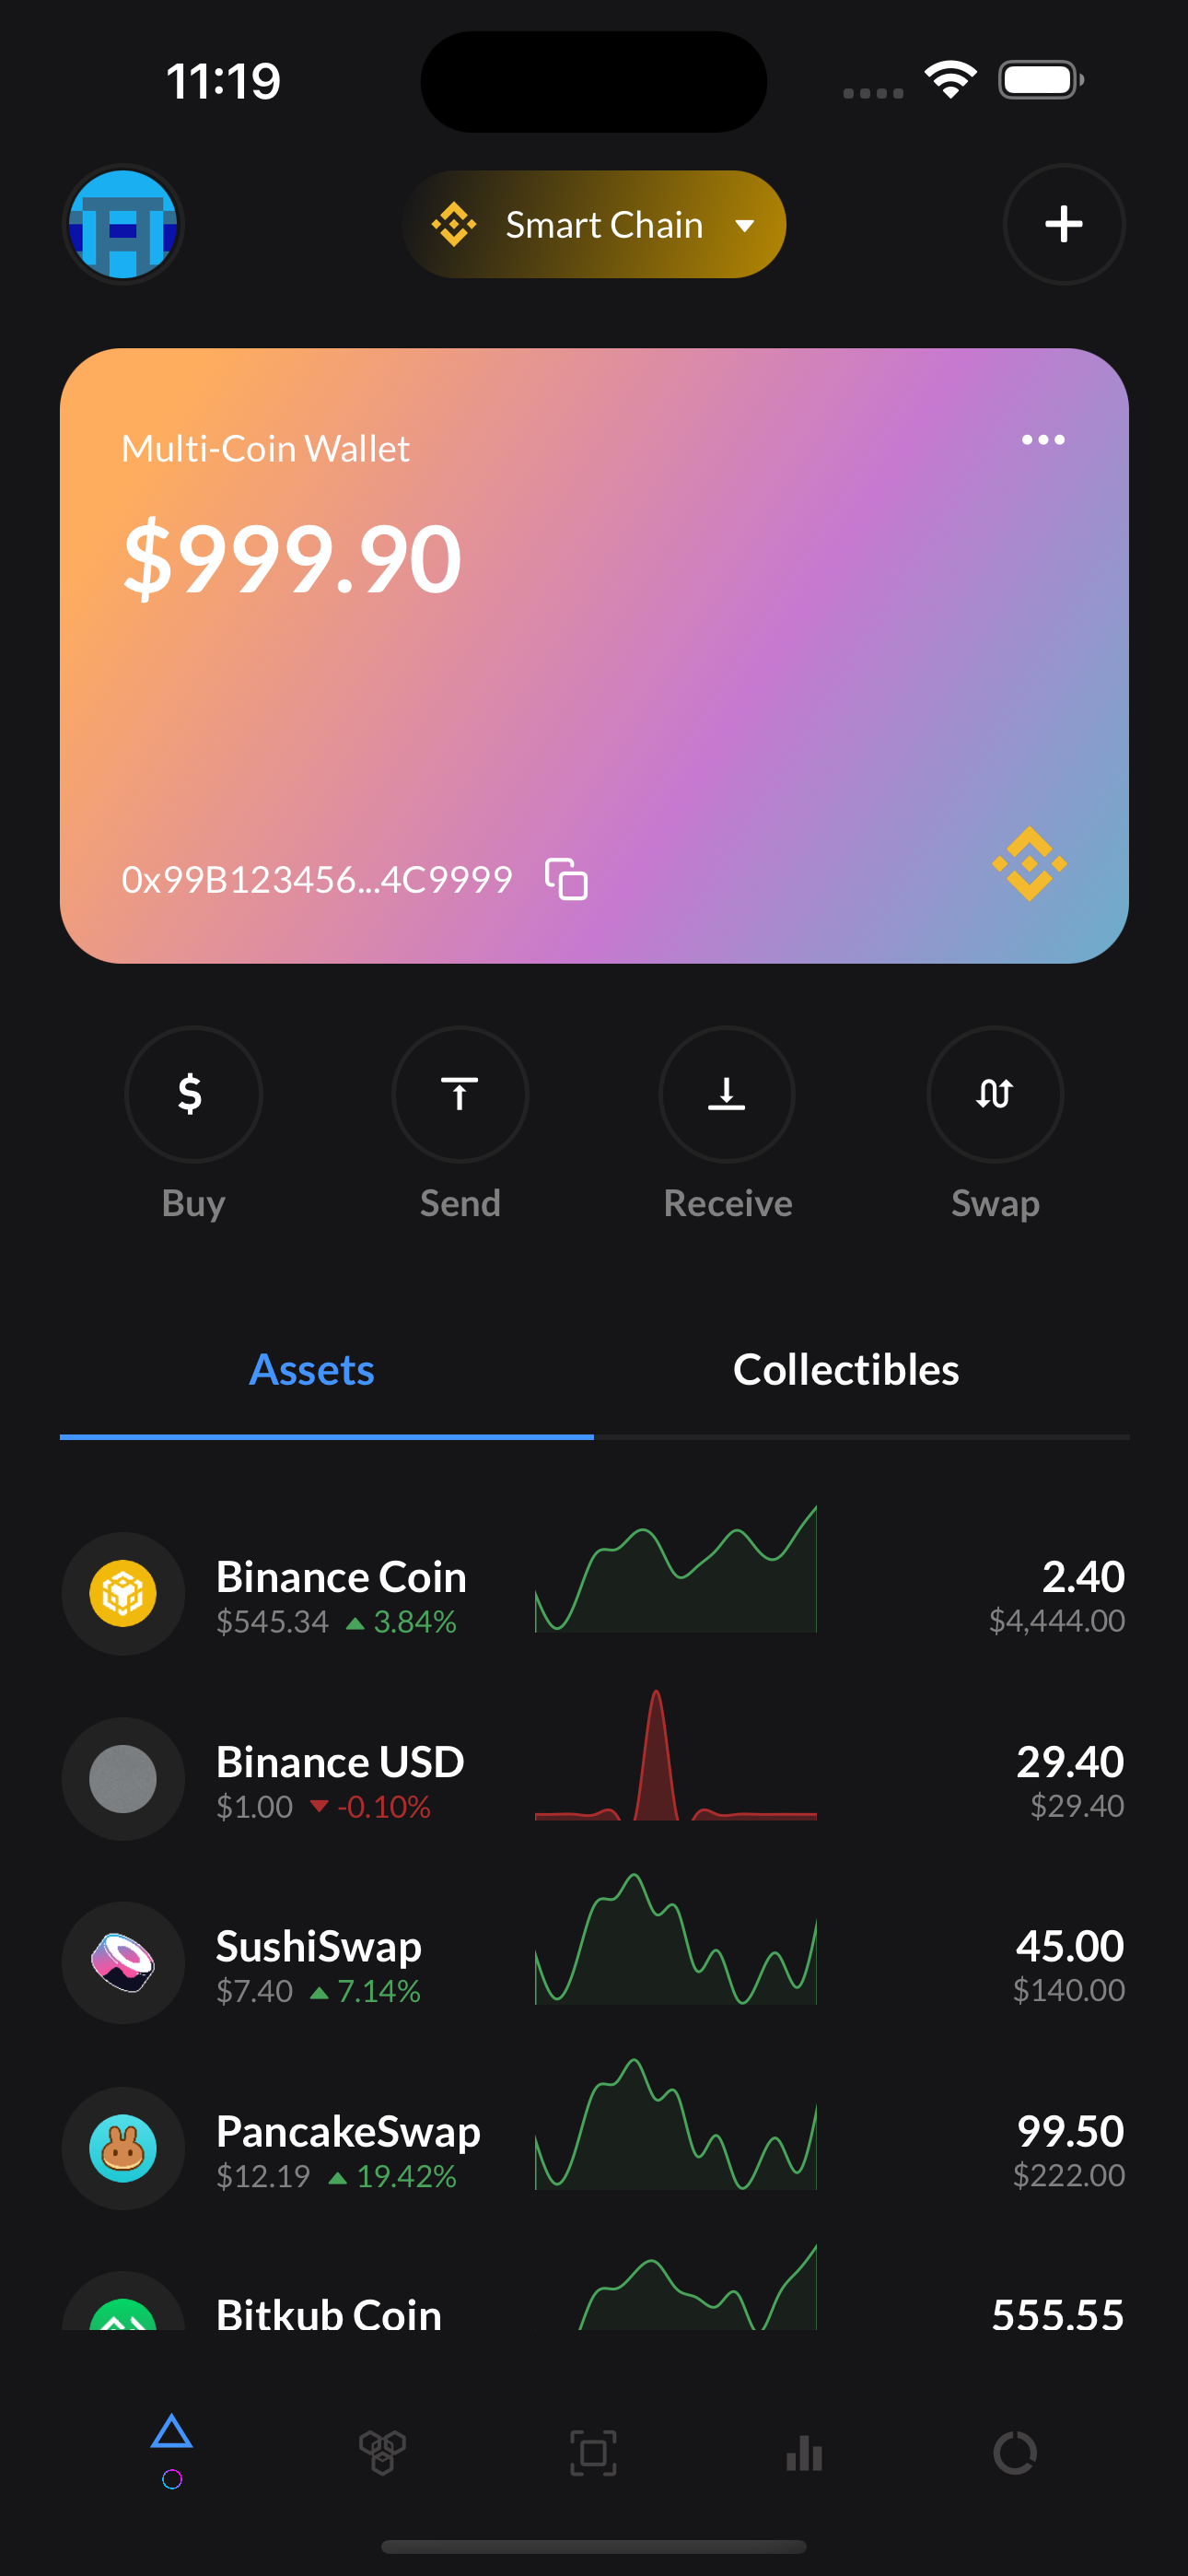 11:19
Smart Chain
Multi-Coin Wallet
$999.90
0x99B123456...4C9999
Buy Send Receive Swap
Assets Collectibles
Binance Coin 2.40
$545.34 3.84% $4,444.00
Binance USD 29.40
$1.00 -0.10% $29.40
SushiSwap 45.00
$7.40 7.14% $140.00
PancakeSwap 99.50
$12.19 19.42% $222.00
Bitkub Coin 555.55